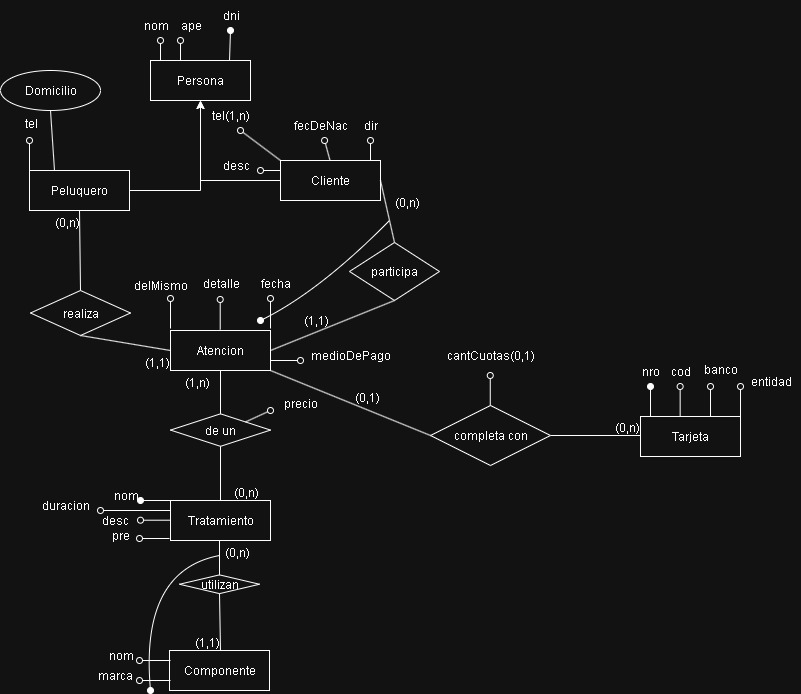 dni
nom
ape
Persona
Domicilio
tel
tel(1,n)
fecDeNac
dir
desc
Peluquero
Cliente
(0,n)
(0,n)
participa
delMismo
detalle
fecha
realiza
(1,1)
Atencion
(1,1)
medioDePago
cantCuotas(0,1)
(1,n)
(0,1)
precio
nro
cod
banco
entidad
de un
completa con
(0,n)
Tarjeta
nom
(0,n)
duracion
desc
Tratamiento
pre
(0,n)
utilizan
(1,1)
nom
marca
Componente